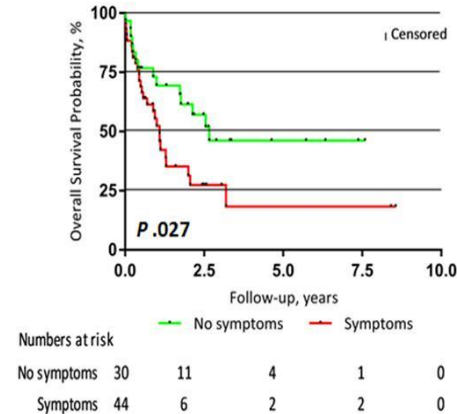 Overall Survival Probability, %
100
75
50
25
0
Censored
P .027
0.0 2.5 5.0 7.5 10.0
Follow-up, years
No symptoms Symptoms
Numbers at risk
No symptoms 30 11 4 1 0
Symptoms 44 6 2 2 0